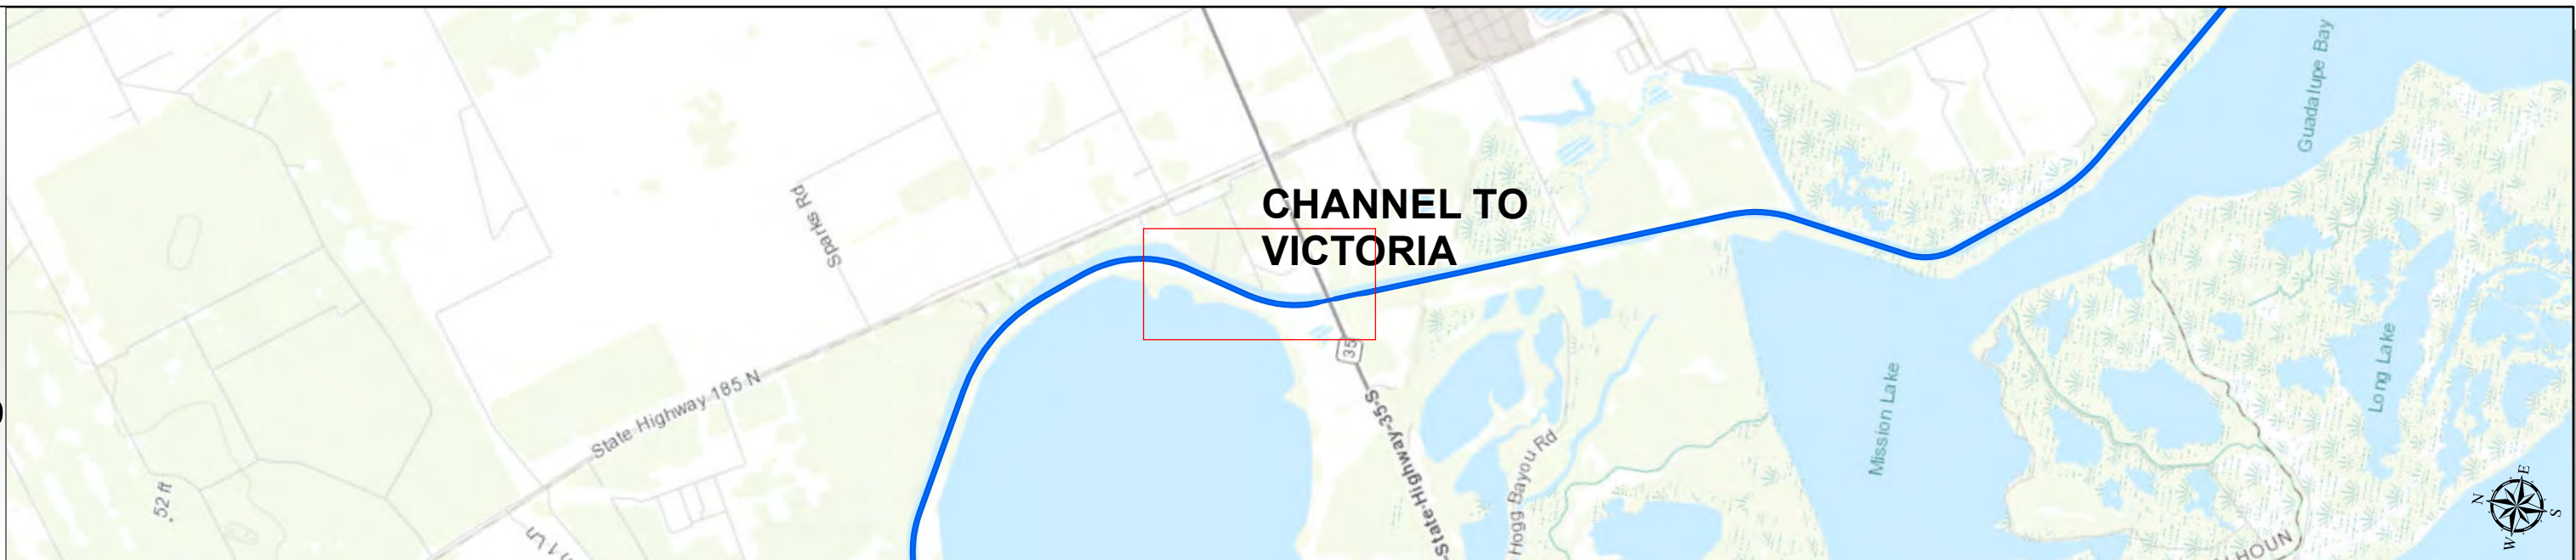 Guadalupe Bay
Sparks Rd
CHANNEL TO
VICTORIA
35
State Highway 185 N
State-Highway-35-S
Mission Lake
Long Lake
Hogg Bayou Rd
52 ft
N
E
S
W